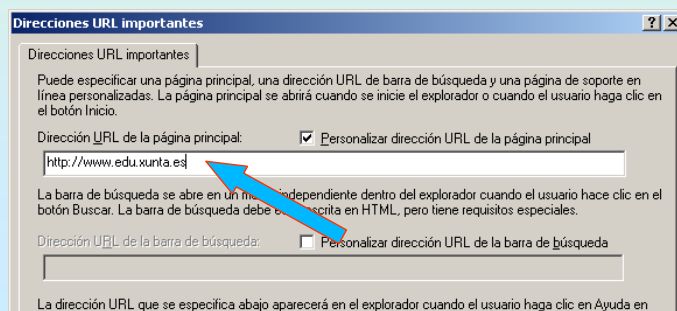 Direcciones URL importantes
Direcciones URL importantes
Puede especificar una página principal, una dirección URL de barra de búsqueda y una página de soporte en
línea personalizadas. La página principal se abrirá cuando se inicie el explorador o cuando el usuario haga clic en
el botón Inicio.
Dirección URL de la página principal: Personalizar dirección URL de la página principal
http://www.edu.xunta.es
La barra de búsqueda se abre en un independiente dentro del explorador cuando el usuario hace clic en el
botón Buscar. La barra de búsqueda debe escrita en HTML, pero tiene requisitos especiales.
Dirección URL de la barra de búsqueda: Personalizar dirección URL de la barra de búsqueda
La dirección URL que se especifica abajo aparecerá en el explorador cuando el usuario haga clic en Ayuda en